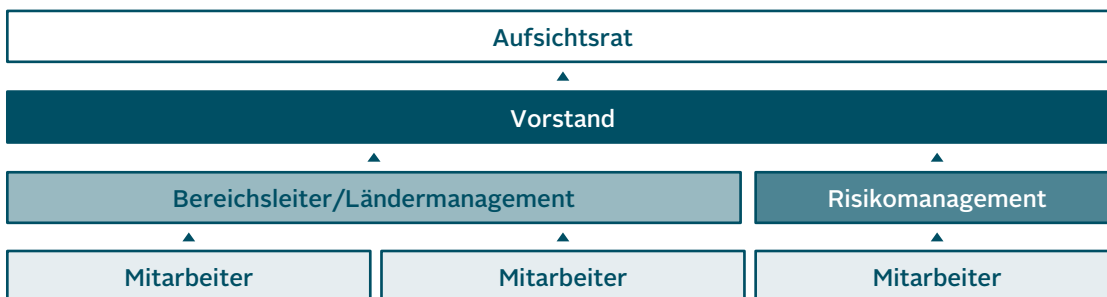 Aufsichtsrat
Vorstand
Bereichsleiter/Ländermanagement
Risikomanagement
Mitarbeiter
Mitarbeiter
Mitarbeiter